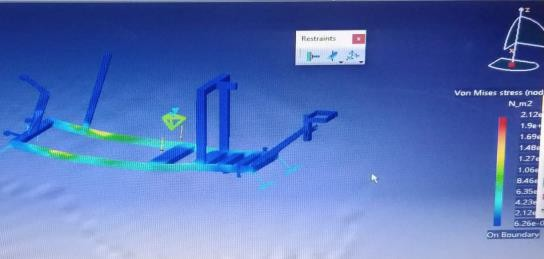 Restraints
z
Von Mises stress (nod
N_m2
2.12e
1.9e+
1.69e
1.48e
1.27e
1.06e
8.46e
6.35e
4.23e
2.12e
6.26e-0
On Boundary